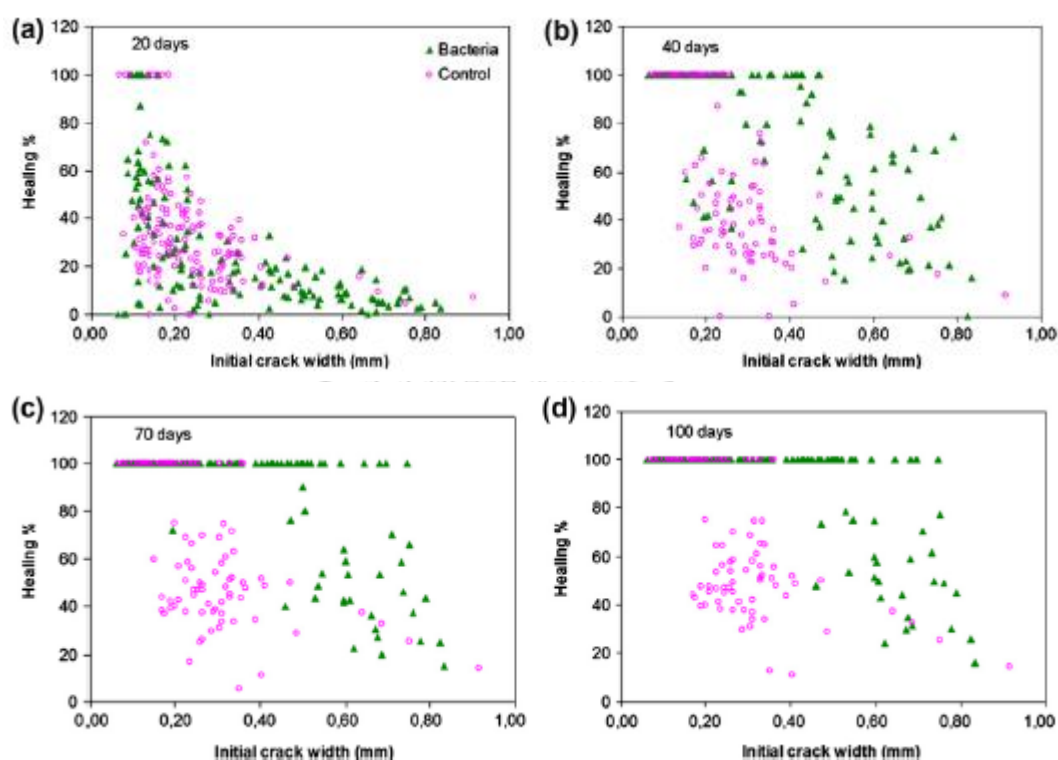 (a)
20 days
Bacteria
Control
120
100
80
60
40
20
0
Healing %
0,00 0,20 0,40 0,60 0,80 1,00
Initial crack width (mm)
(b)
40 days
120
100
80
60
40
20
0
Healing %
0,00 0,20 0,40 0,60 0,80 1,00
Initial crack width (mm)
(c)
70 days
120
100
80
60
40
20
0
Healing %
0,00 0,20 0,40 0,60 0,80 1,00
Initial crack width (mm)
(d)
100 days
120
100
80
60
40
20
0
Healing %
0,00 0,20 0,40 0,60 0,80 1,00
Initial crack width (mm)